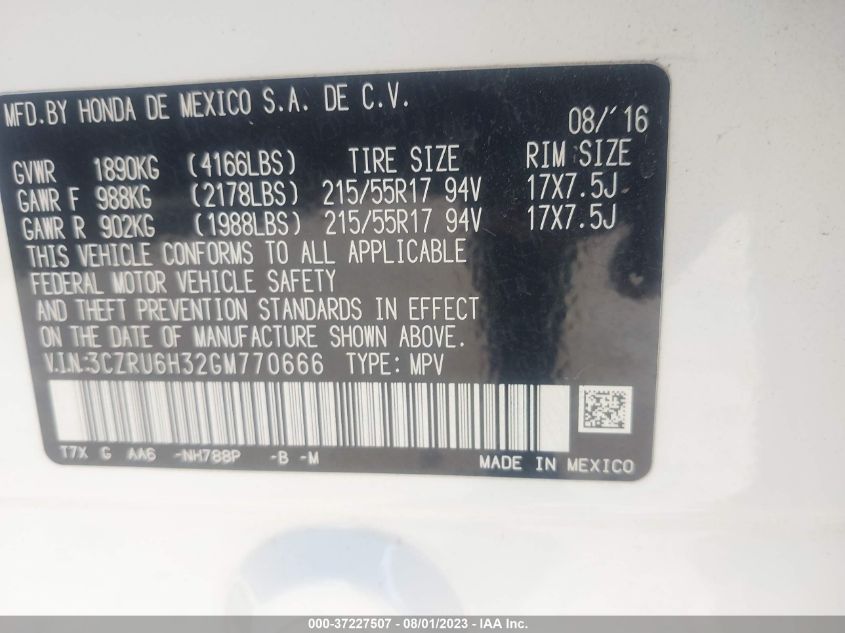 MFD.BY HONDA DE MEXICO S.A. DE C.V.
08/'16
GVWR 1890KG (4166LBS) TIRE SIZE RIM SIZE
GAWR F 988KG (2178LBS) 215/55R17 94V 17X7.5J
GAWR R 902KG (1988LBS) 215/55R17 94V 17X7.5J
THIS VEHICLE CONFORMS TO ALL APPLICABLE
FEDERAL MOTOR VEHICLE SAFETY
AND THEFT PREVENTION STANDARDS IN EFFECT
ON THE DATE OF MANUFACTURE SHOWN ABOVE.
V.I.N:3CZRU6H32GM770666 TYPE: MPV
T7X G AA6 -NH788P -B -M
MADE IN MEXICO
000-37227507 - 08/01/2023 - © IAA Inc.